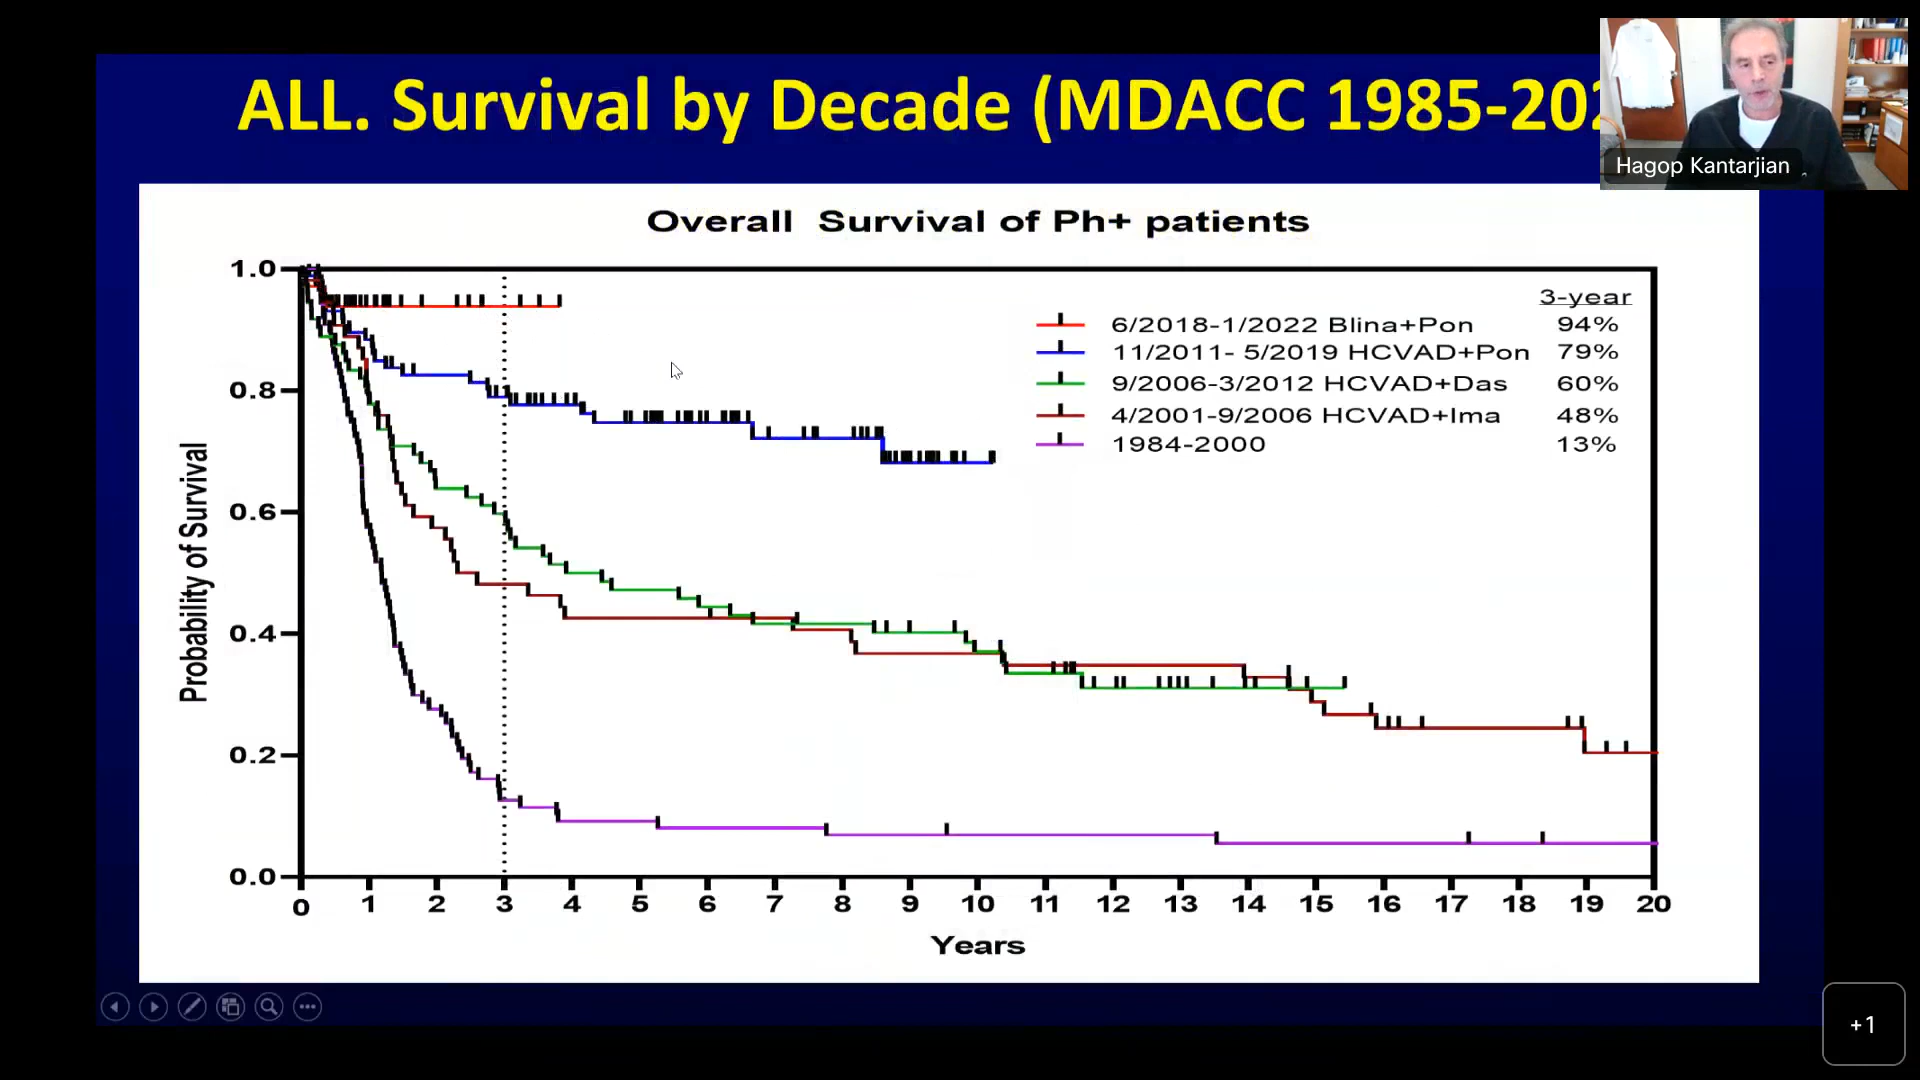 ALL. Survival by Decade (MDACC 1985-202
Hagop Kantarjian
Overall Survival of Ph+ patients
3-year
6/2018-1/2022 Blina+Pon 94%
11/2011- 5/2019 HCVAD+Pon 79%
9/2006-3/2012 HCVAD+Das 60%
4/2001-9/2006 HCVAD+Ima 48%
1984-2000 13%
Probability of Survival
1.0
0.8
0.6
0.4
0.2
0.0
0 1 2 3 4 5 6 7 8 9 10 11 12 13 14 15 16 17 18 19 20
Years
+1